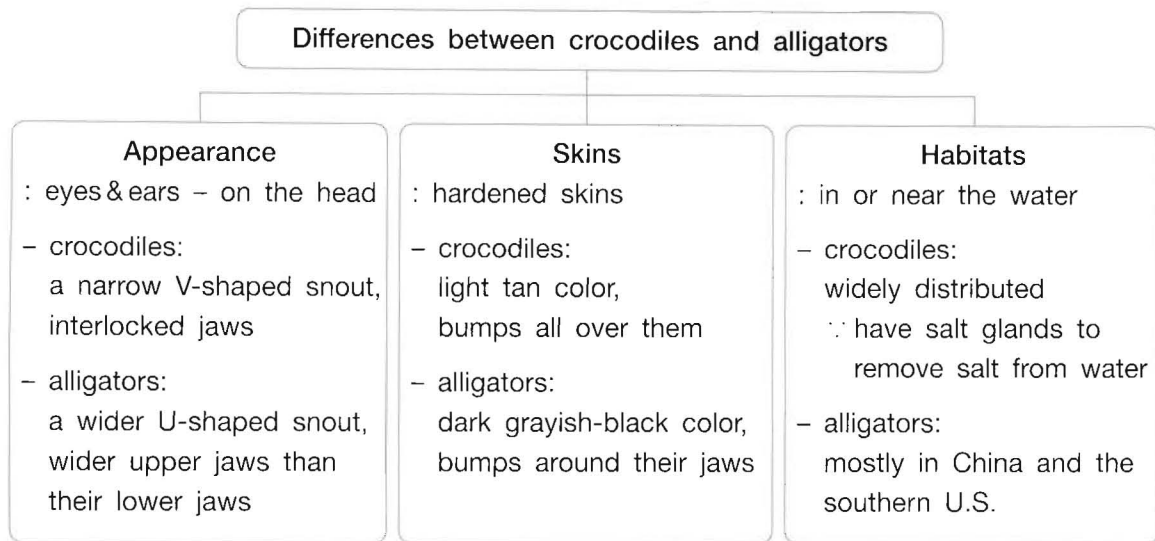 Differences between crocodiles and alligators
Appearance
: eyes & ears – on the head
– crocodiles:
a narrow V-shaped snout,
interlocked jaws
– alligators:
a wider U-shaped snout,
wider upper jaws than
their lower jaws
Skins
: hardened skins
– crocodiles:
light tan color,
bumps all over them
– alligators:
dark grayish-black color,
bumps around their jaws
Habitats
: in or near the water
– crocodiles:
widely distributed
∵ have salt glands to
remove salt from water
– alligators:
mostly in China and the
southern U.S.